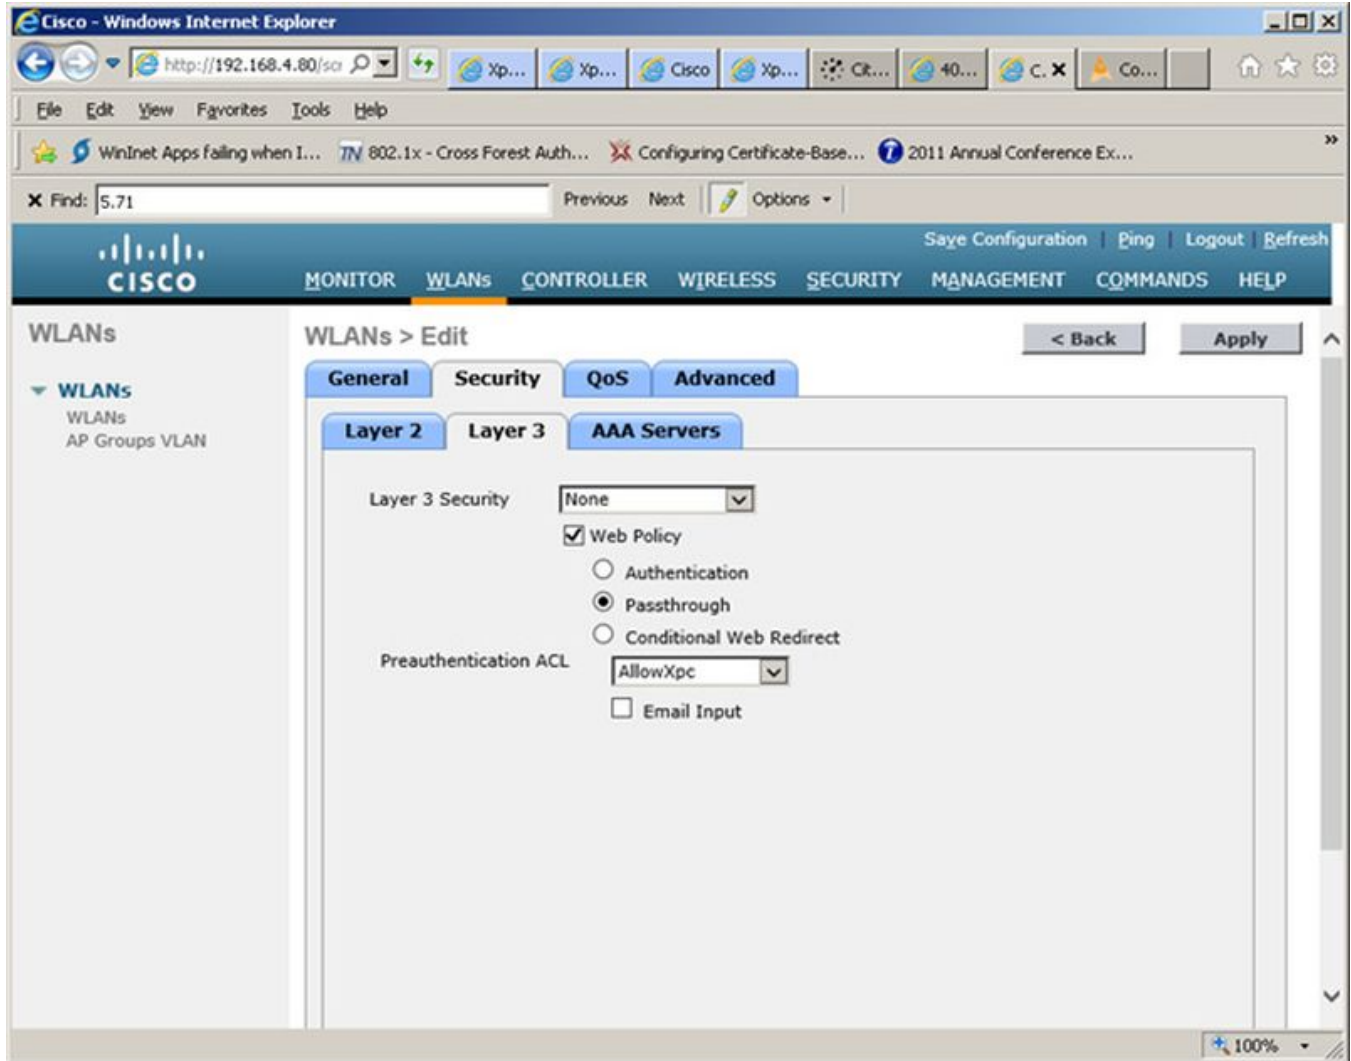 Cisco - Windows Internet Explorer
http://192.168.4.80/scr Xp... Xp... Cisco Xp... Cit... 40... C. Co...
File Edit View Favorites Tools Help
WinInet Apps failing when I... TN 802.1x - Cross Forest Auth... Configuring Certificate-Base... 2011 Annual Conference Ex... »
x Find: 5.71 Previous Next Options
Save Configuration | Ping | Logout | Refresh
CISCO MONITOR WLANs CONTROLLER WIRELESS SECURITY MANAGEMENT COMMANDS HELP
WLANs
WLANs > Edit < Back Apply
WLANs
WLANs
AP Groups VLAN
General Security QoS Advanced
Layer 2 Layer 3 AAA Servers
Layer 3 Security None
Web Policy
Authentication
Passthrough
Conditional Web Redirect
Preauthentication ACL AllowXpc
Email Input
100%